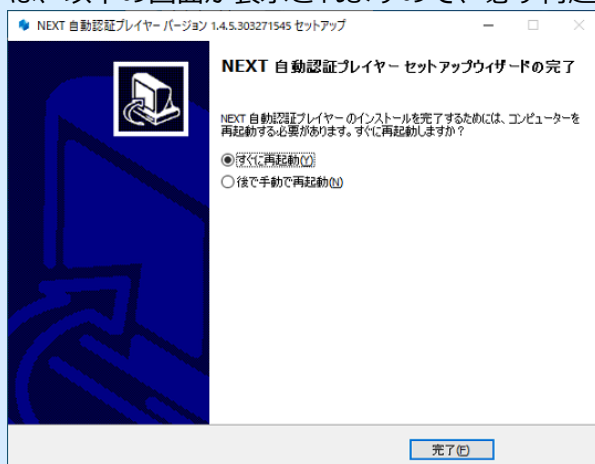 NEXT 自動認証プレイヤー バージョン 1.4.5.303271545 セットアップ
NEXT 自動認証プレイヤー セットアップウィザードの完了
NEXT 自動認証プレイヤー のインストールを完了するためには、コンピューターを
再起動する必要があります。すぐに再起動しますか？
すぐに再起動(Y)
後で手動で再起動(N)
完了(F)